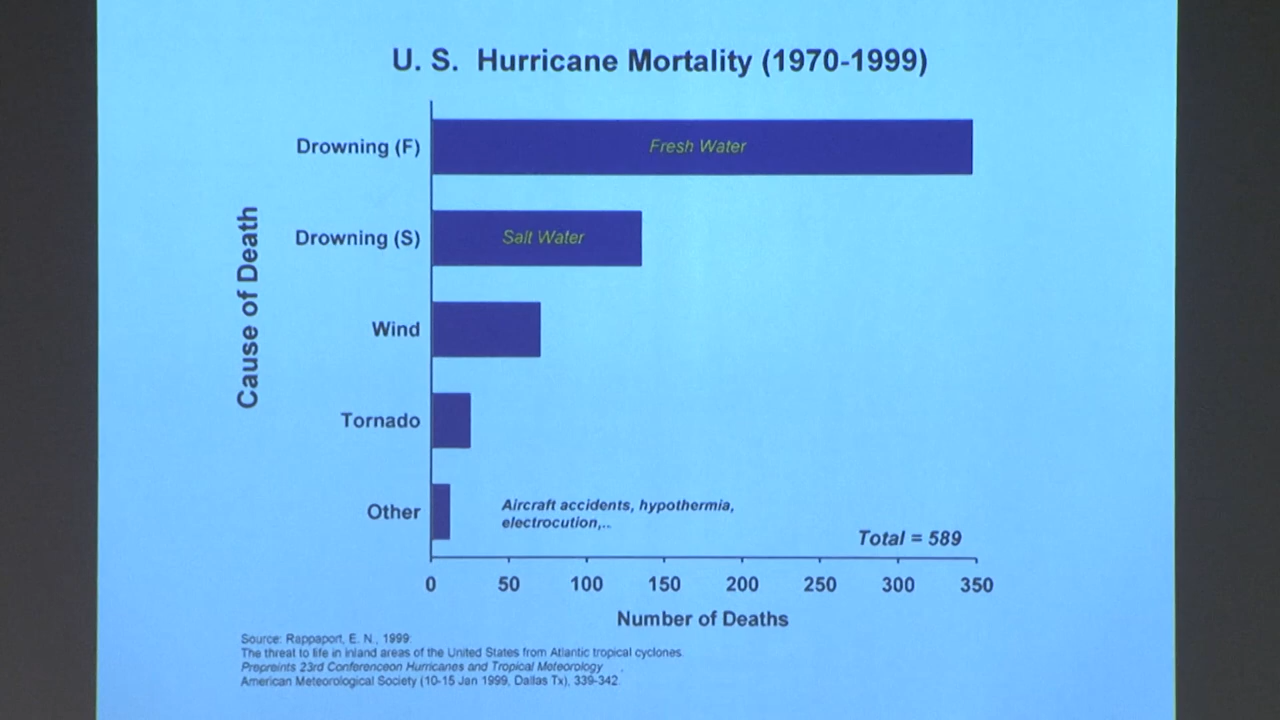 U. S. Hurricane Mortality (1970-1999)
Cause of Death
Drowning (F)
Fresh Water
Drowning (S)
Salt Water
Wind
Tornado
Other
Aircraft accidents, hypothermia,
electrocution,..
Total = 589
0 50 100 150 200 250 300 350
Number of Deaths
Source: Rappaport, E. N., 1999:
The threat to life in inland areas of the United States from Atlantic tropical cyclones.
Prepreints 23rd Conferenceon Hurricanes and Tropical Meteorology
American Meteorological Society (10-15 Jan 1999, Dallas Tx), 339-342.